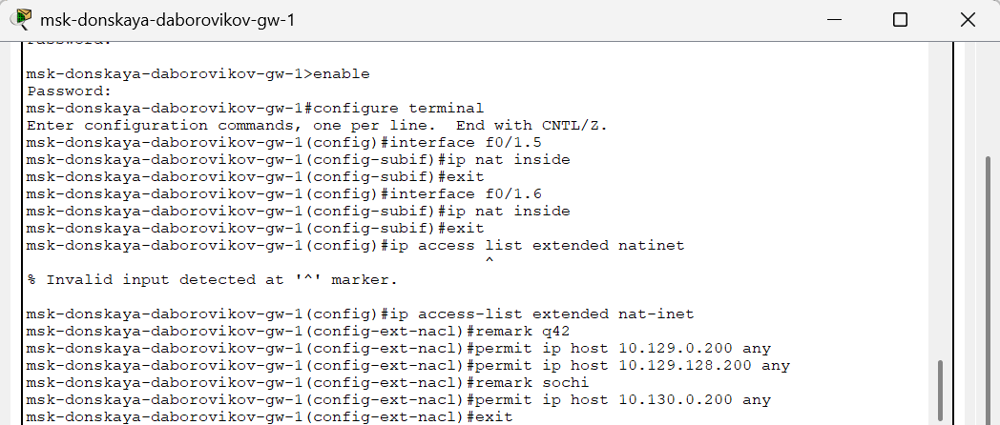 msk-donskaya-daborovikov-gw-1
msk-donskaya-daborovikov-gw-1>enable
Password:
msk-donskaya-daborovikov-gw-1#configure terminal
Enter configuration commands, one per line.  End with CNTL/Z.
msk-donskaya-daborovikov-gw-1(config)#interface f0/1.5
msk-donskaya-daborovikov-gw-1(config-subif)#ip nat inside
msk-donskaya-daborovikov-gw-1(config-subif)#exit
msk-donskaya-daborovikov-gw-1(config)#interface f0/1.6
msk-donskaya-daborovikov-gw-1(config-subif)#ip nat inside
msk-donskaya-daborovikov-gw-1(config-subif)#exit
msk-donskaya-daborovikov-gw-1(config)#ip access list extended natinet
^
% Invalid input detected at '^' marker.
msk-donskaya-daborovikov-gw-1(config)#ip access-list extended nat-inet
msk-donskaya-daborovikov-gw-1(config-ext-nacl)#remark q42
msk-donskaya-daborovikov-gw-1(config-ext-nacl)#permit ip host 10.129.0.200 any
msk-donskaya-daborovikov-gw-1(config-ext-nacl)#permit ip host 10.129.128.200 any
msk-donskaya-daborovikov-gw-1(config-ext-nacl)#remark sochi
msk-donskaya-daborovikov-gw-1(config-ext-nacl)#permit ip host 10.130.0.200 any
msk-donskaya-daborovikov-gw-1(config-ext-nacl)#exit